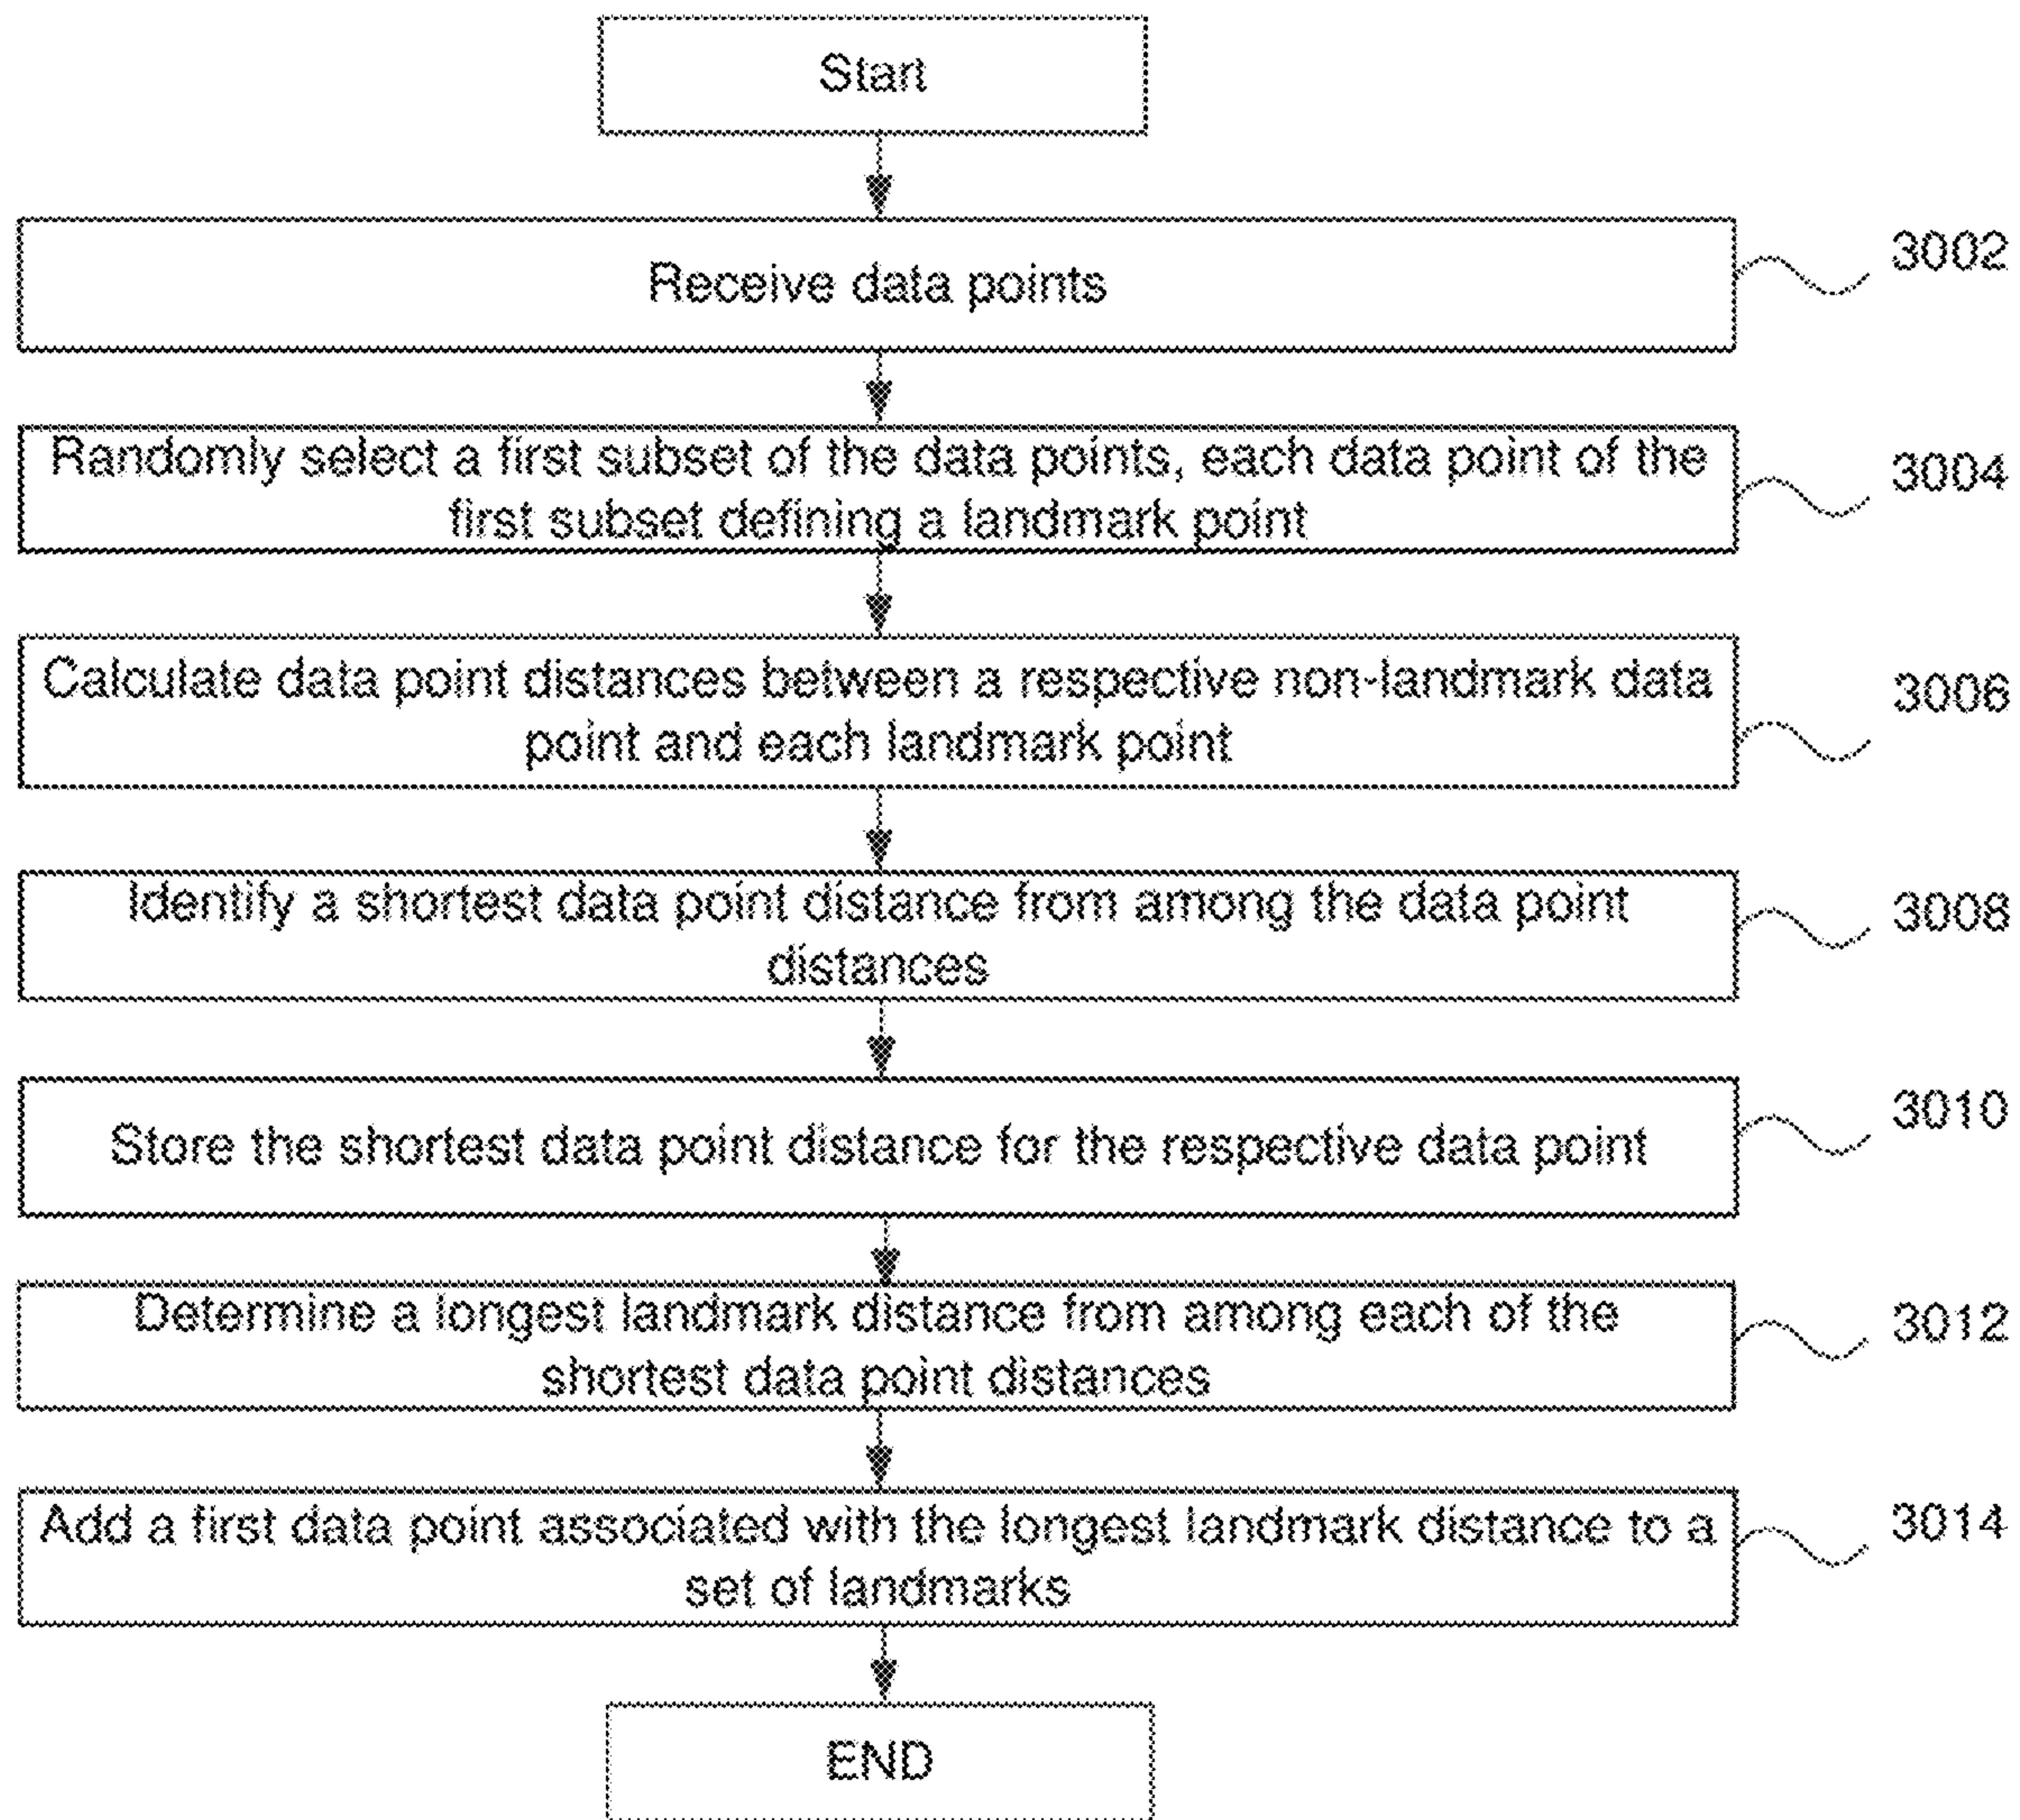 Start
Receive data points
3002
Randomly select a first subset of the data points, each data point of the
first subset defining a landmark point
3004
Calculate data point distances between a respective non-landmark data
point and each landmark point
3006
Identify a shortest data point distance from among the data point
distances
3008
Store the shortest data point distance for the respective data point
3010
Determine a longest landmark distance from among each of the
shortest data point distances
3012
Add a first data point associated with the longest landmark distance to a
set of landmarks
3014
END